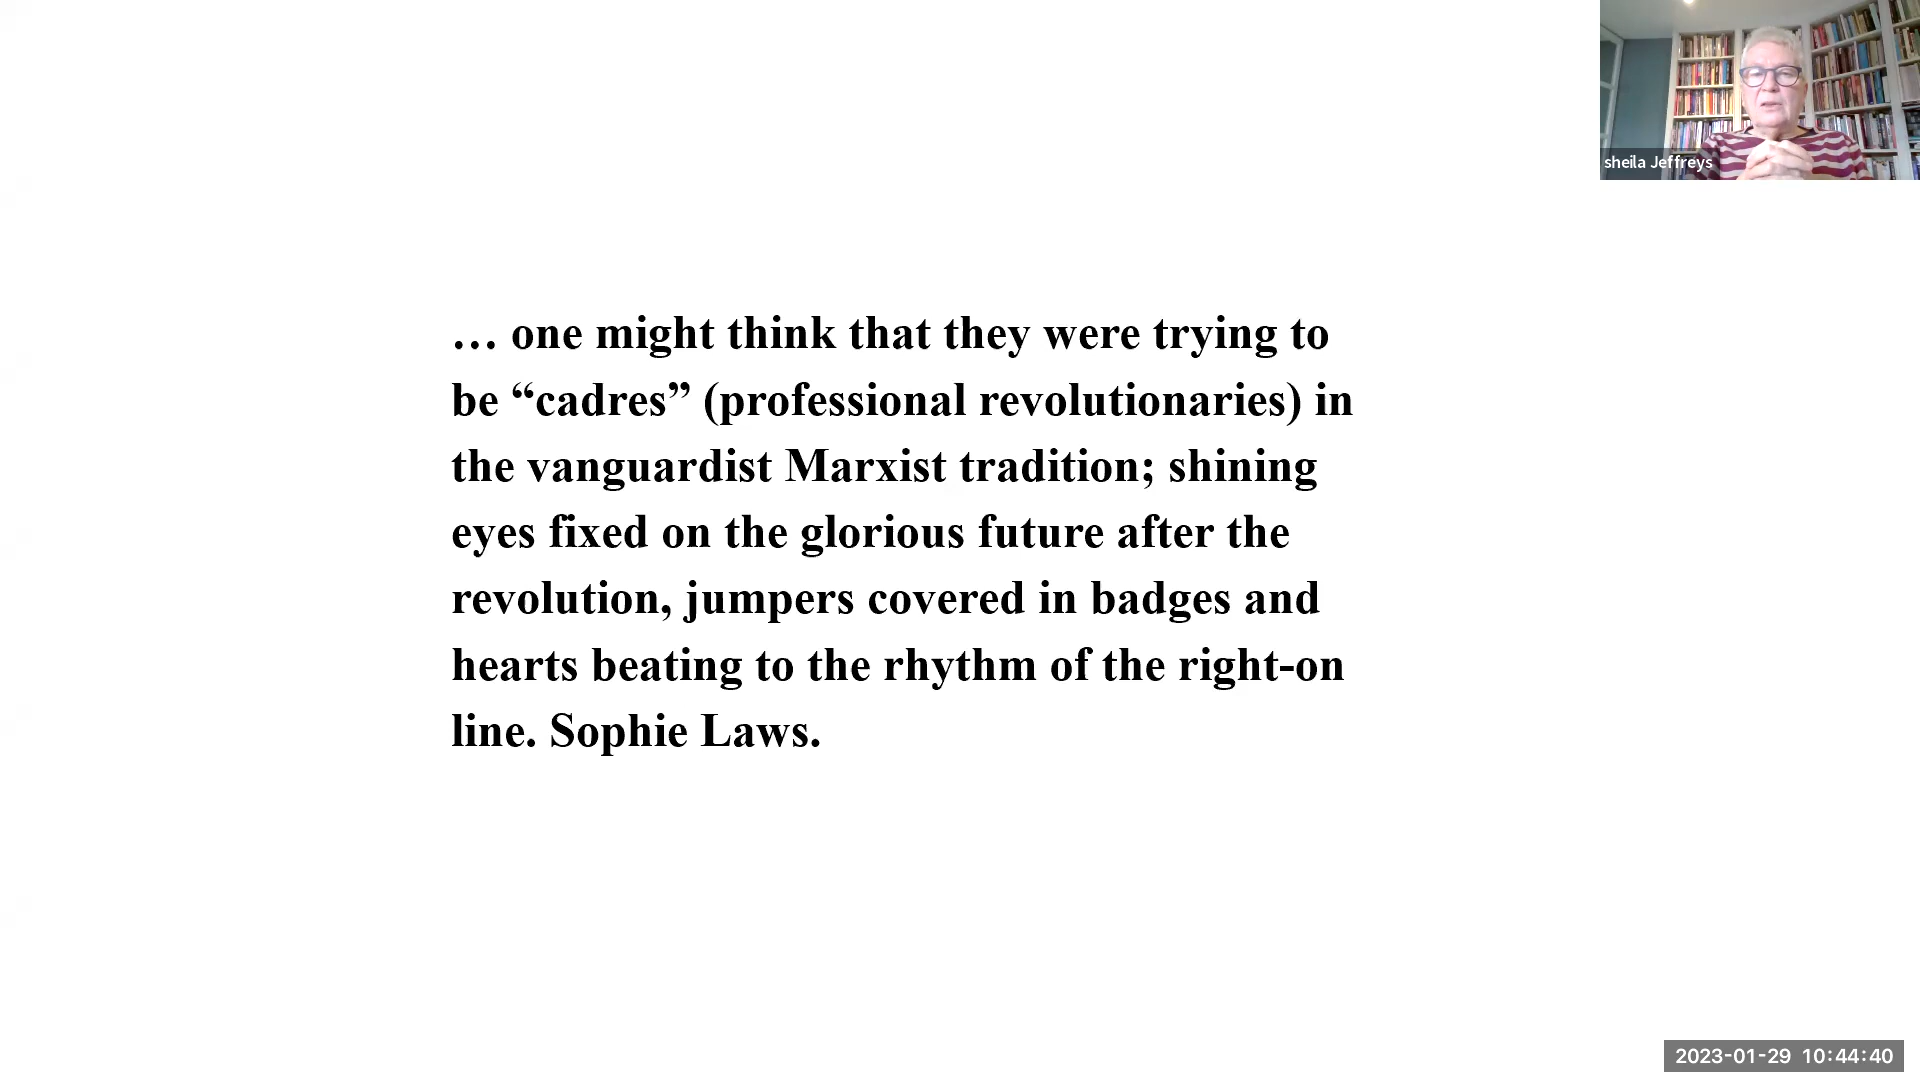 sheila Jeffreys
… one might think that they were trying to
be “cadres” (professional revolutionaries) in
the vanguardist Marxist tradition; shining
eyes fixed on the glorious future after the
revolution, jumpers covered in badges and
hearts beating to the rhythm of the right-on
line. Sophie Laws.
2023-01-29 10:44:40